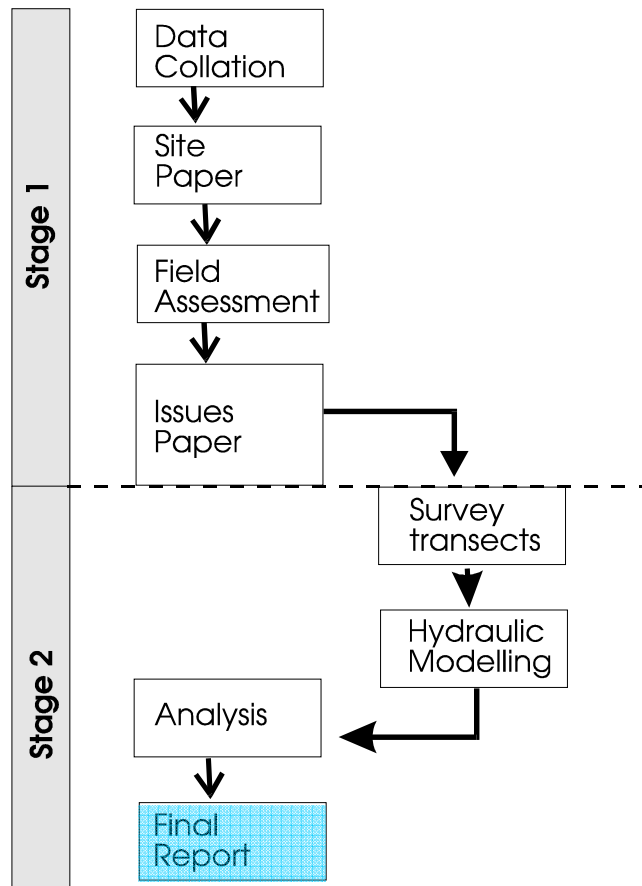 Stage 1
Data
Collation
Site
Paper
Field
Assessment
Issues
Paper
Stage 2
Survey
transects
Hydraulic
Modelling
Analysis
Final
Report